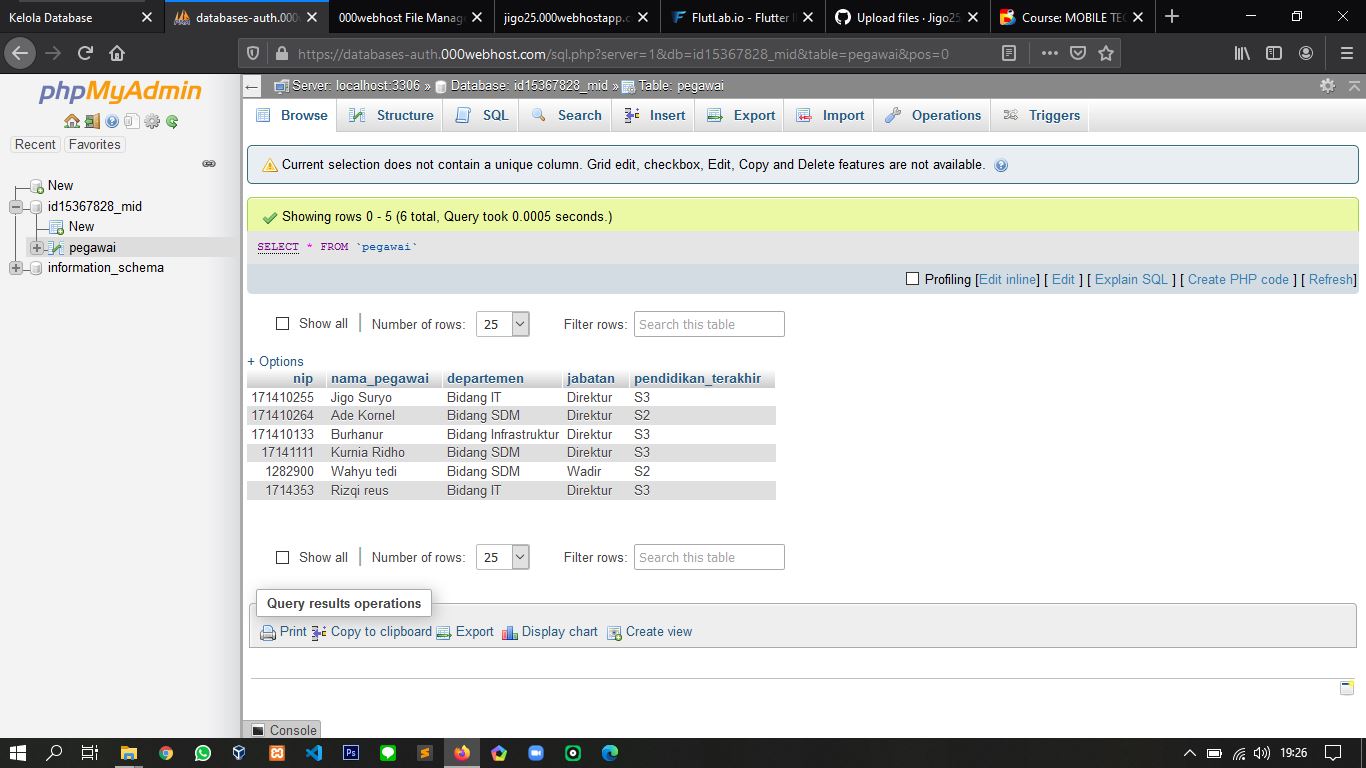 Kelola Database
databases-auth.000
000webhost File Manag
jigo25.000webhostapp.c
FlutLab.io - Flutter I
Upload files · Jigo25
Course: MOBILE TEC
https://databases-auth.000webhost.com/sql.php?server=1&db=id15367828_mid&table=pegawai&pos=0
phpMyAdmin
Recent Favorites
New
id15367828_mid
New
pegawai
information_schema
Server: localhost:3306 » Database: id15367828_mid » Table: pegawai
Browse Structure SQL Search Insert Export Import Operations Triggers
Current selection does not contain a unique column. Grid edit, checkbox, Edit, Copy and Delete features are not available.
Showing rows 0 - 5 (6 total, Query took 0.0005 seconds.)
SELECT * FROM `pegawai`
Profiling [Edit inline] [ Edit ] [ Explain SQL ] [ Create PHP code ] [ Refresh]
Show all Number of rows: 25 Filter rows: Search this table
+ Options
nip nama_pegawai departemen jabatan pendidikan_terakhir
171410255 Jigo Suryo Bidang IT Direktur S3
171410264 Ade Kornel Bidang SDM Direktur S2
171410133 Burhanur Bidang Infrastruktur Direktur S3
17141111 Kurnia Ridho Bidang SDM Direktur S3
1282900 Wahyu tedi Bidang SDM Wadir S2
1714353 Rizqi reus Bidang IT Direktur S3
Show all Number of rows: 25 Filter rows: Search this table
Query results operations
Print Copy to clipboard Export Display chart Create view
Console
Ps
19:26